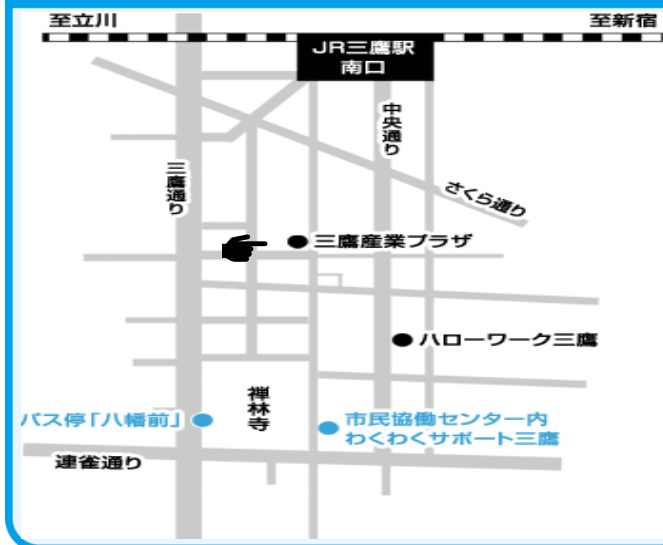 至立川
至新宿
JR三鷹駅
南口
中央通り
三鷹通り
さくら通り
三鷹産業プラザ
ハローワーク三鷹
禅林寺
バス停「八幡前」
市民協働センター内
わくわくサポート三鷹
連雀通り